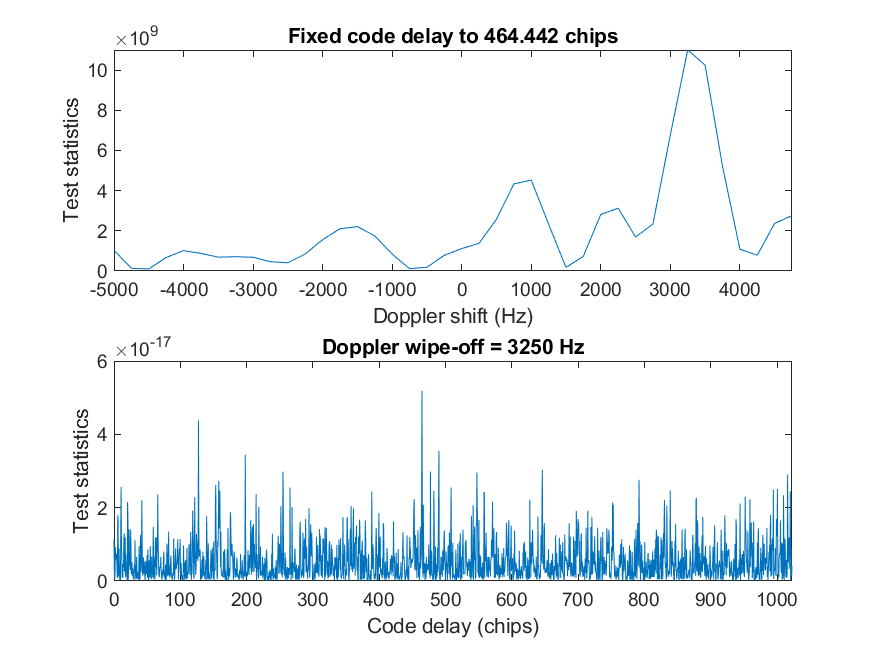 ×10^9
Fixed code delay to 464.442 chips
10
8
6
4
2
0
Test statistics
-5000 -4000 -3000 -2000 -1000 0 1000 2000 3000 4000
Doppler shift (Hz)
×10^-17
Doppler wipe-off = 3250 Hz
6
4
2
0
Test statistics
0 100 200 300 400 500 600 700 800 900 1000
Code delay (chips)